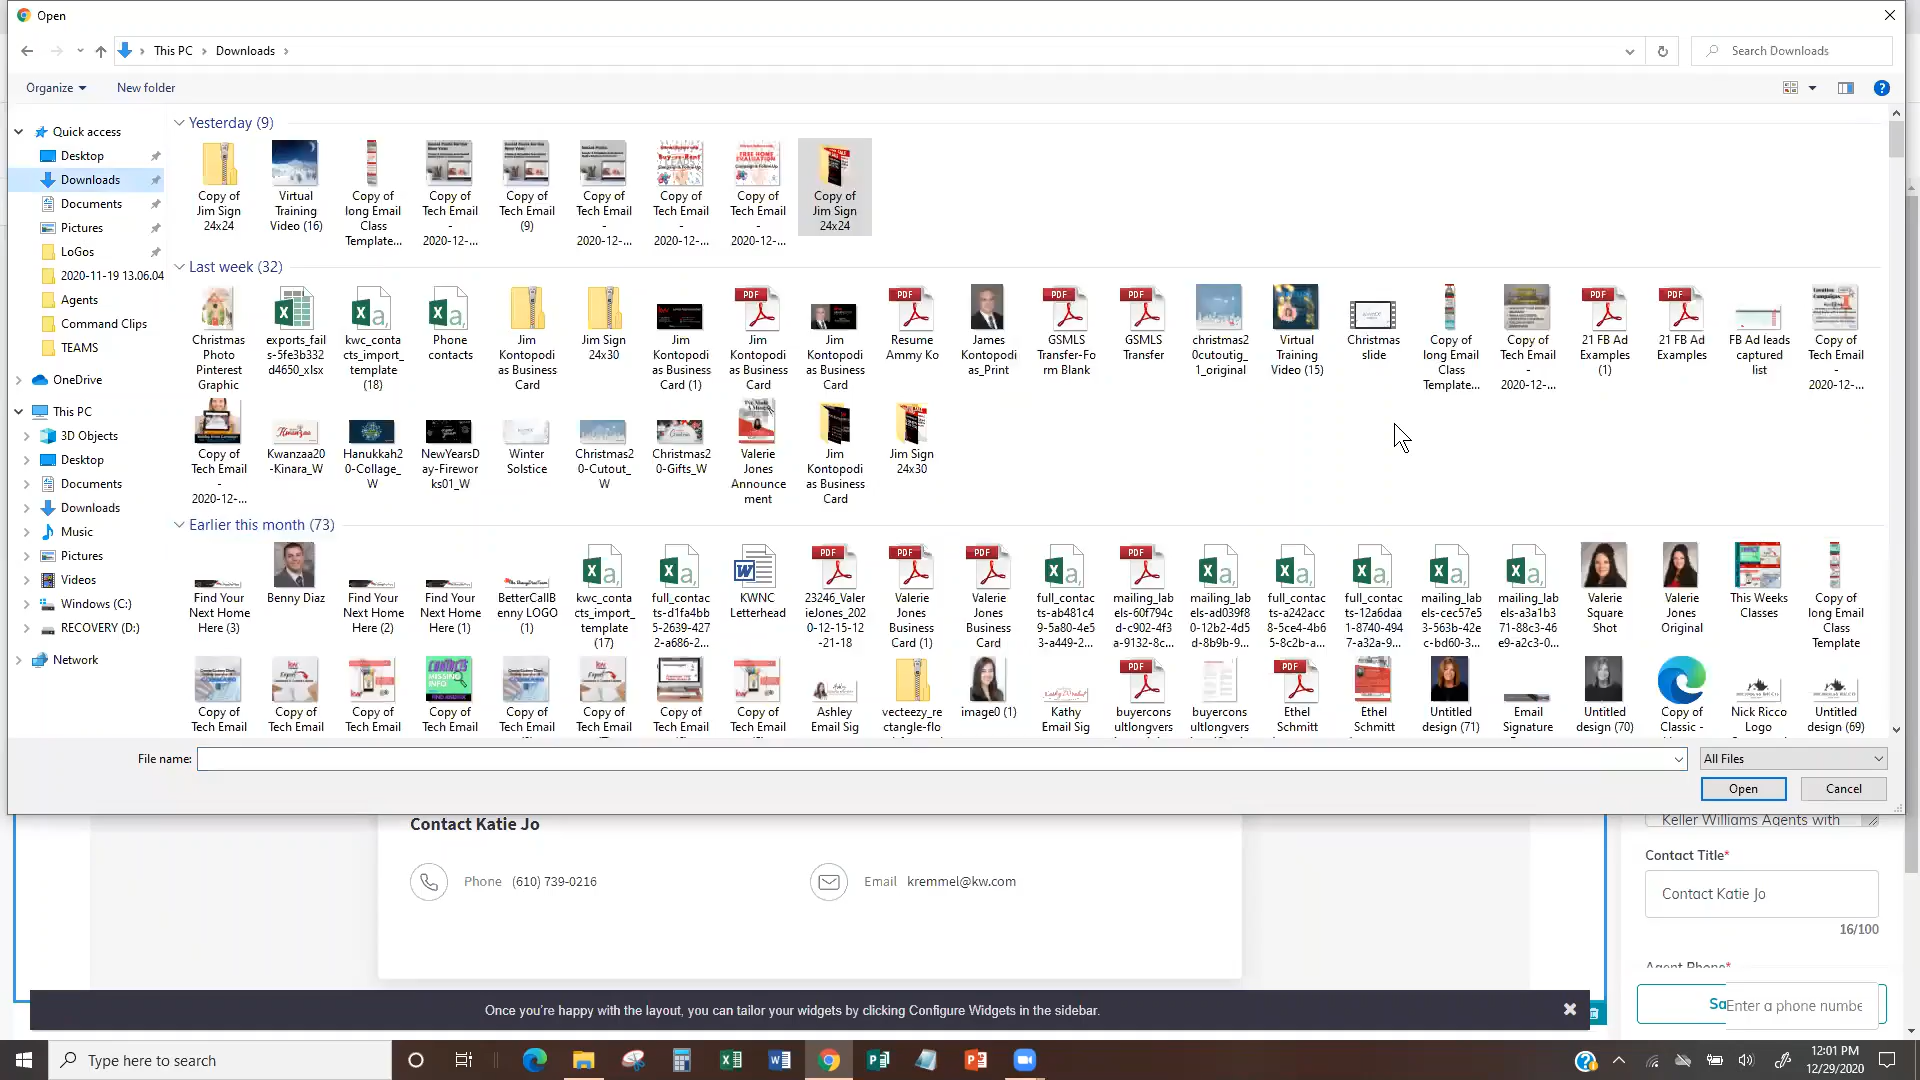 Open
This PC
Downloads
Search Downloads
Organize
New folder
Quick access
Desktop
Downloads
Documents
Pictures
LoGos
2020-11-19 13.06.04
Agents
Command Clips
TEAMS
OneDrive
This PC
3D Objects
Desktop
Documents
Downloads
Music
Pictures
Videos
Windows (C:)
RECOVERY (D:)
Network
Yesterday (9)
Copy of Jim Sign 24x24
Virtual Training Video (16)
Copy of long Email Class Template...
Copy of Tech Email - 2020-12-...
Copy of Tech Email (9)
Copy of Tech Email - 2020-12-...
Copy of Tech Email - 2020-12-...
Copy of Tech Email - 2020-12-...
Copy of Jim Sign 24x24
Last week (32)
Christmas Photo Pinterest Graphic
exports_fail s-5fe3b332 d4650_xlsx
kwc_conta cts_import_ template (18)
Phone contacts
Jim Kontopodi as Business Card
Jim Sign 24x30
Jim Kontopodi as Business Card (1)
Jim Kontopodi as Business Card
Jim Kontopodi as Business Card
Resume Ammy Ko
James Kontopodi as_Print
GSMLS Transfer-Fo rm Blank
GSMLS Transfer
christmas2 0cutoutig_ 1_original
Virtual Training Video (15)
Christmas slide
Copy of long Email Class Template...
Copy of Tech Email - 2020-12-...
21 FB Ad Examples (1)
21 FB Ad Examples
FB Ad leads captured list
Copy of Tech Email - 2020-12-...
Copy of Tech Email - 2020-12-...
Kwanzaa20 -Kinara_W
Hanukkah2 0-Collage_ W
NewYearsD ay-Firewor ks01_W
Winter Solstice
Christmas2 0-Cutout_ W
Christmas2 0-Gifts_W
Valerie Jones Announce ment
Jim Kontopodi as Business Card
Jim Sign 24x30
Earlier this month (73)
Find Your Next Home Here (3)
Benny Diaz
Find Your Next Home Here (2)
Find Your Next Home Here (1)
BetterCallB enny LOGO (1)
kwc_conta cts_import_ template (17)
full_contac ts-d1fa4bb 5-2639-427 2-a686-2...
KWNC Letterhead
23246_Valer ieJones_202 0-12-15-12 -21-18
Valerie Jones Business Card (1)
Valerie Jones Business Card
full_contac ts-ab481c4 9-5a80-4e5 3-a449-2...
mailing_lab els-60f794c d-c902-4f3 a-9132-8c...
mailing_lab els-ad039f8 0-12b2-4d5 d-8b9b-9...
full_contac ts-a242acc 8-5ce4-4b6 5-8c2b-a...
full_contac ts-12a6daa 1-8740-494 7-a32a-9...
mailing_lab els-cec57e5 3-563b-42e c-bd60-3...
mailing_lab els-a3a1b3 71-88c3-46 e9-a2c3-0...
Valerie Square Shot
Valerie Jones Original
This Weeks Classes
Copy of long Email Class Template
Copy of Tech Email
Copy of Tech Email
Copy of Tech Email
Copy of Tech Email
Copy of Tech Email
Copy of Tech Email
Copy of Tech Email
Copy of Tech Email
Ashley Email Sig
vecteezy_re ctangle-flo
image0 (1)
Kathy Email Sig
buyercons ultlongvers
buyercons ultlongvers
Ethel Schmitt
Ethel Schmitt
Untitled design (71)
Email Signature
Untitled design (70)
Copy of Classic -
Nick Ricco Logo
Untitled design (69)
File name:
All Files
Open
Cancel
Contact Katie Jo
Phone (610) 739-0216
Email kremmel@kw.com
Keller Williams Agents with
Contact Title*
Contact Katie Jo
16/100
Agent Phone*
Sa
Enter a phone numbe
Once you're happy with the layout, you can tailor your widgets by clicking Configure Widgets in the sidebar.
Type here to search
12:01 PM
12/29/2020